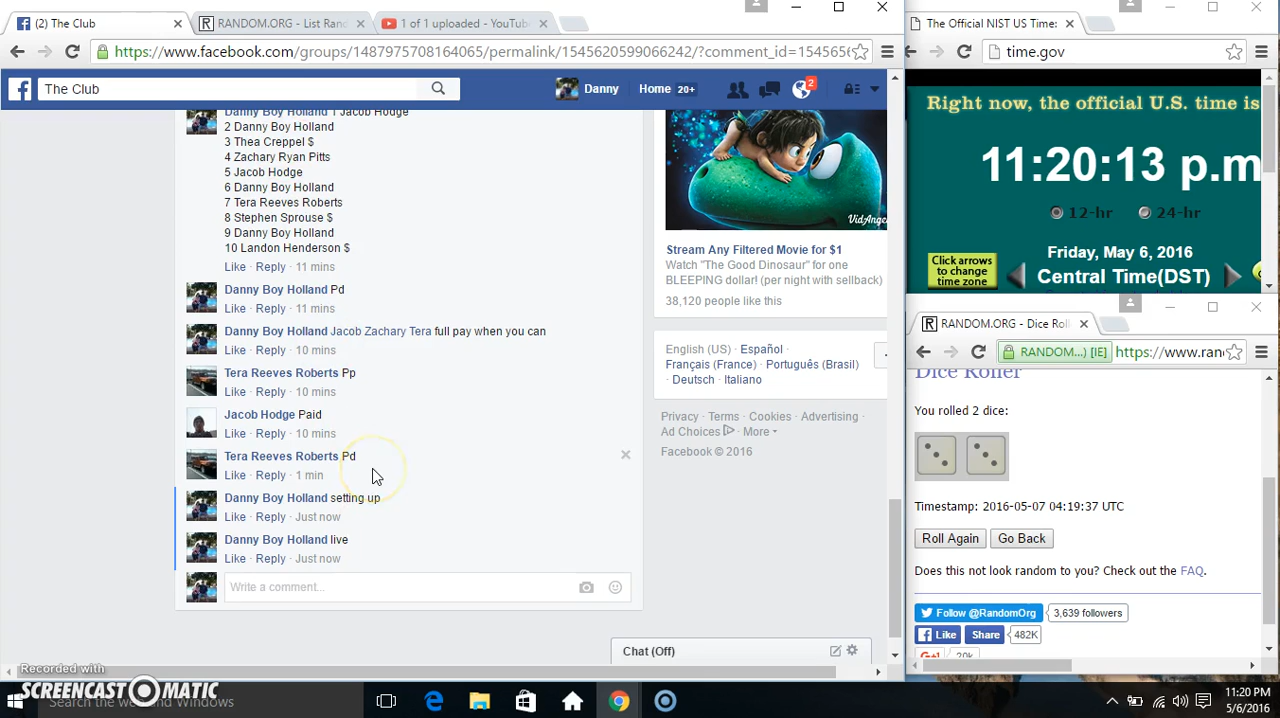 (2) The Club
RANDOM.ORG - List Rand
1 of 1 uploaded - YouTube
https://www.facebook.com/groups/1487975708164065/permalink/1545620599066242/?comment_id=154565
The Club
Danny
Home 20+
2
Danny Boy Holland 1 Jacob Hodge
2 Danny Boy Holland
3 Thea Creppel $
4 Zachary Ryan Pitts
5 Jacob Hodge
6 Danny Boy Holland
7 Tera Reeves Roberts
8 Stephen Sprouse $
9 Danny Boy Holland
10 Landon Henderson $
Like · Reply · 11 mins
Danny Boy Holland Pd
Like · Reply · 11 mins
Danny Boy Holland Jacob Zachary Tera full pay when you can
Like · Reply · 10 mins
Tera Reeves Roberts Pp
Like · Reply · 10 mins
Jacob Hodge Paid
Like · Reply · 10 mins
Tera Reeves Roberts Pd
Like · Reply · 1 min
Danny Boy Holland setting up
Like · Reply · Just now
Danny Boy Holland live
Like · Reply · Just now
Write a comment...
VidAnge
Stream Any Filtered Movie for $1
Watch "The Good Dinosaur" for one
BLEEPING dollar! (per night with sellback)
38,120 people like this
English (US) · Español ·
Français (France) · Português (Brasil)
· Deutsch · Italiano
Privacy · Terms · Cookies · Advertising ·
Ad Choices · More
Facebook © 2016
Chat (Off)
The Official NIST US Time:
time.gov
Right now, the official U.S. time is
11:20:13 p.m
12-hr 24-hr
Friday, May 6, 2016
Click arrows
to change
time zone
Central Time(DST)
RANDOM.ORG - Dice Roll
RANDOM...) [IE]
https://www.ran
Dice Roller
You rolled 2 dice:
Timestamp: 2016-05-07 04:19:37 UTC
Roll Again
Go Back
Does this not look random to you? Check out the FAQ.
Follow @RandomOrg
3,639 followers
Like
Share
482K
G+1
20k
Recorded with
SCREENCAST-O-MATIC
Search the web and Windows
11:20 PM
5/6/2016